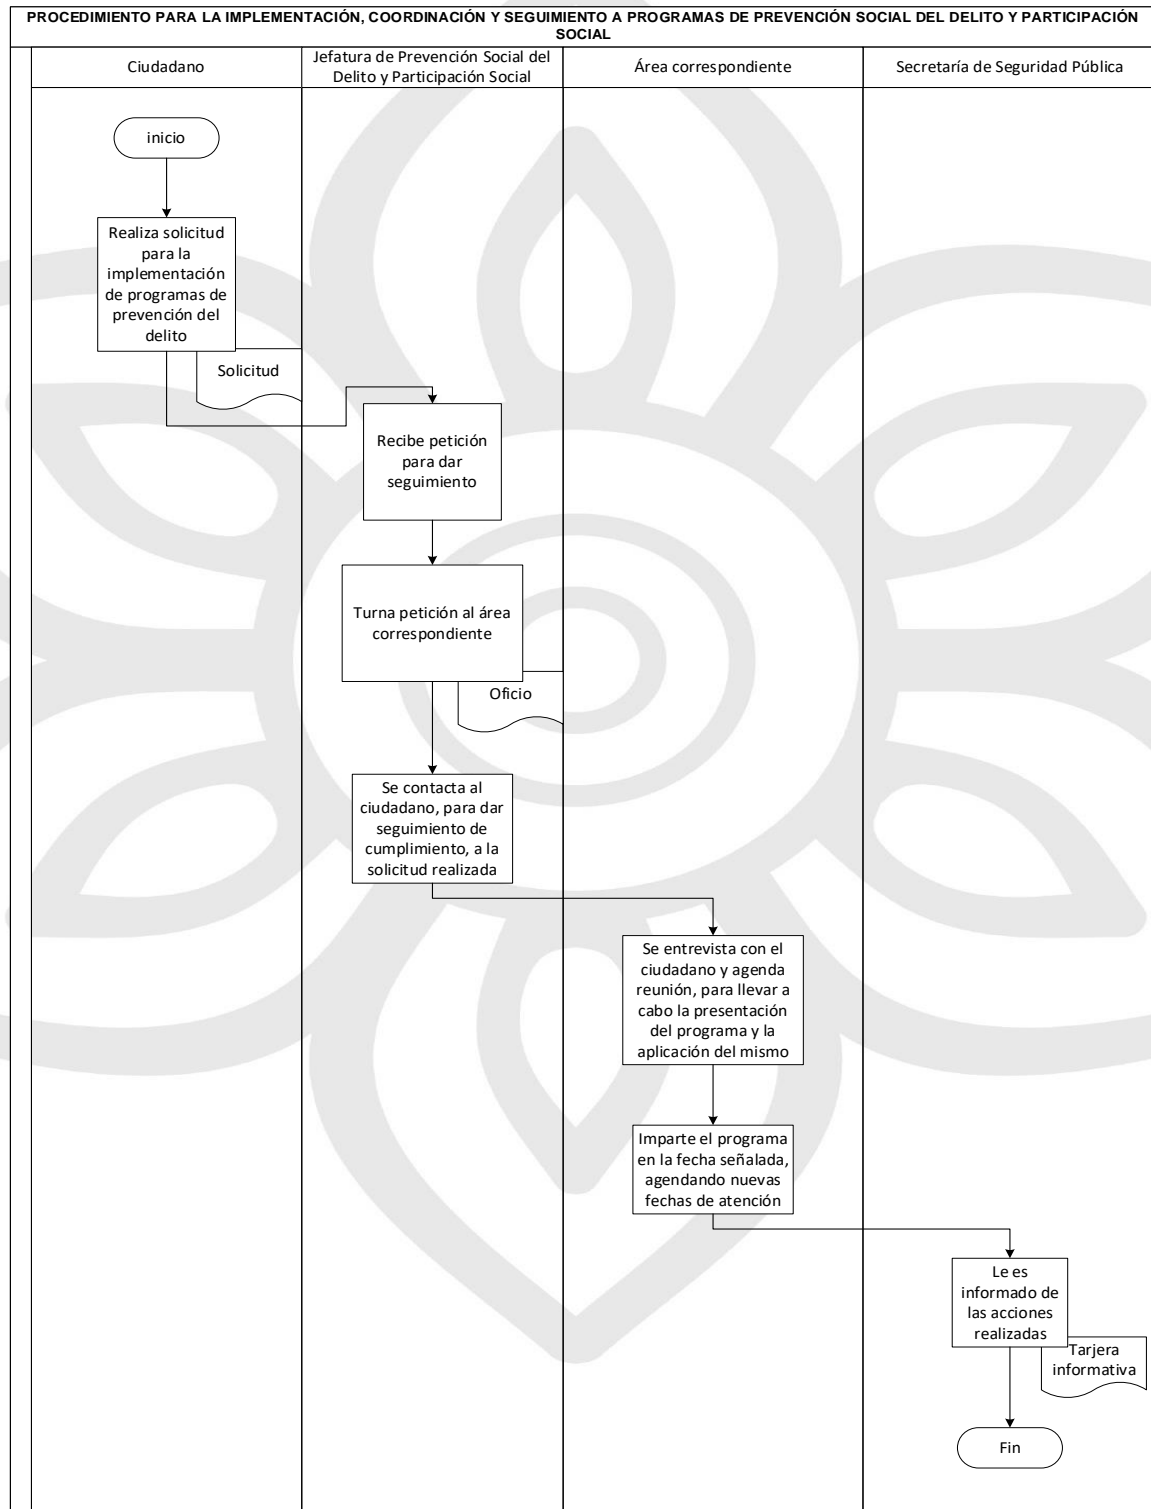 PROCEDIMIENTO PARA LA IMPLEMENTACIÓN, COORDINACIÓN Y SEGUIMIENTO A PROGRAMAS DE PREVENCIÓN SOCIAL DEL DELITO Y PARTICIPACIÓN
SOCIAL
Ciudadano
Jefatura de Prevención Social del
Delito y Participación Social
Área correspondiente
Secretaría de Seguridad Pública
inicio
Realiza solicitud
para la
implementación
de programas de
prevención del
delito
Solicitud
Recibe petición
para dar
seguimiento
Turna petición al área
correspondiente
Oficio
Se contacta al
ciudadano, para dar
seguimiento de
cumplimiento, a la
solicitud realizada
Se entrevista con el
ciudadano y agenda
reunión, para llevar a
cabo la presentación
del programa y la
aplicación del mismo
Imparte el programa
en la fecha señalada,
agendando nuevas
fechas de atención
Le es
informado de
las acciones
realizadas
Tarjera
informativa
Fin